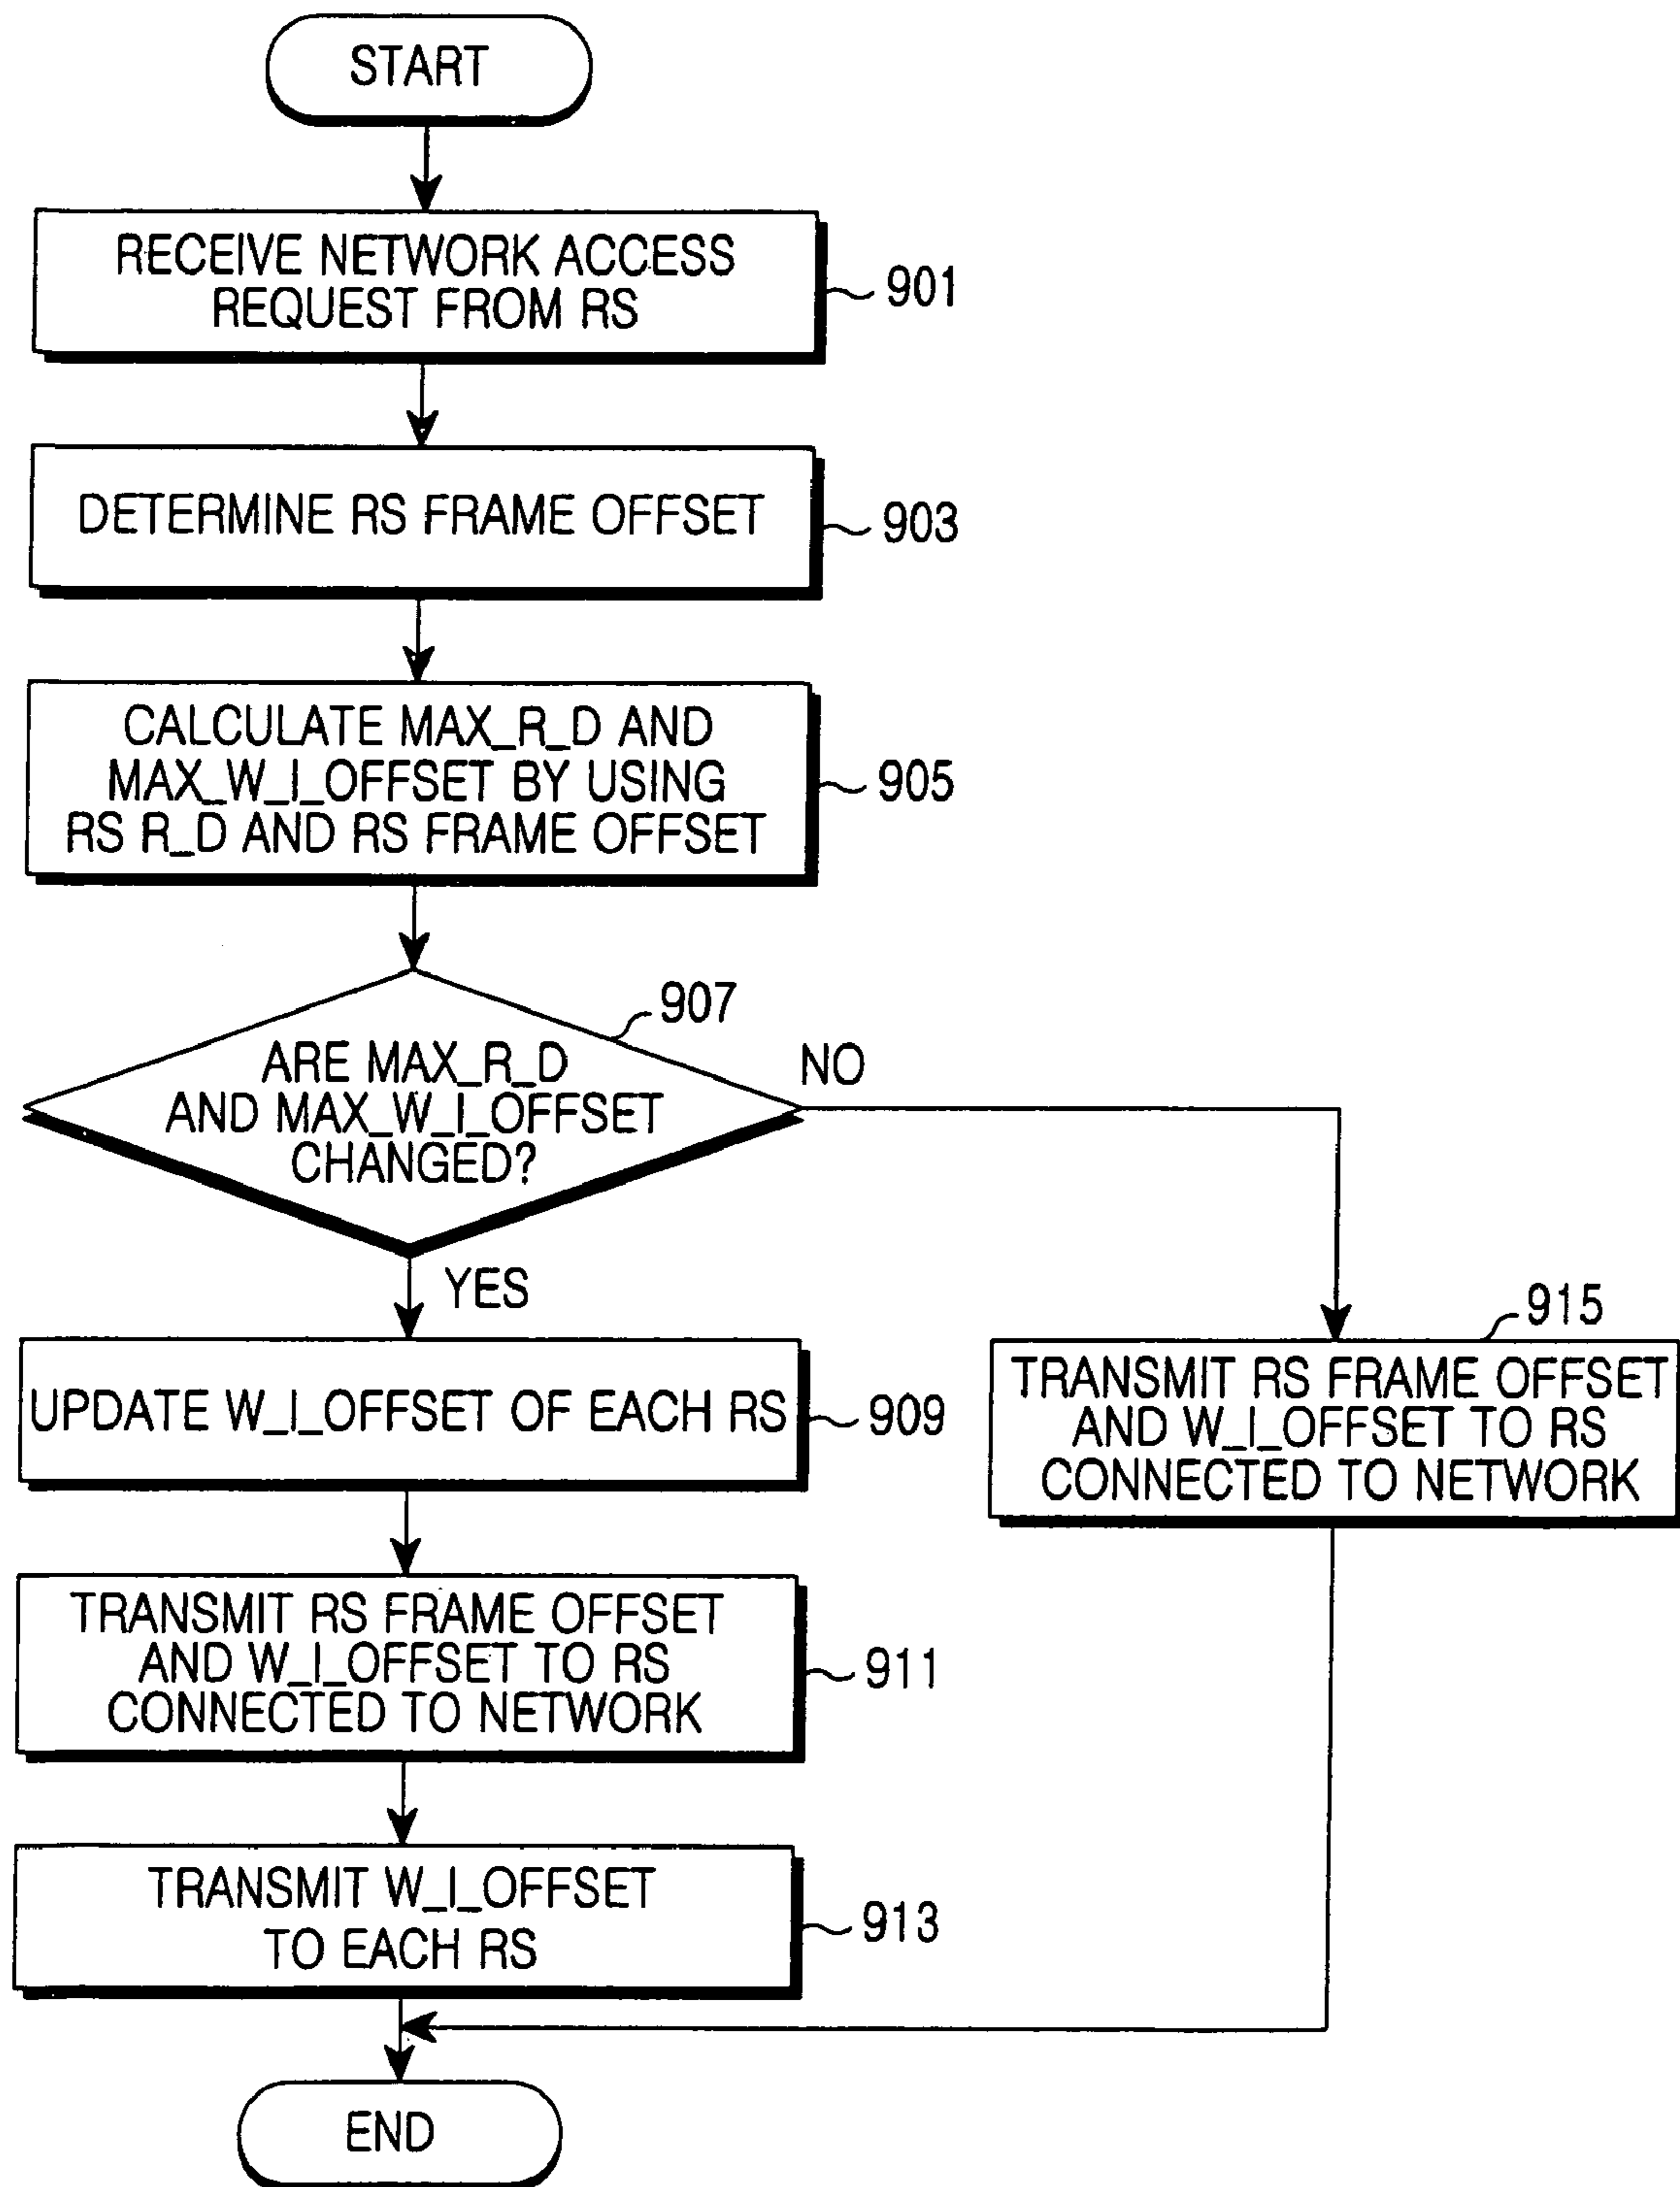 START
RECEIVE NETWORK ACCESS
REQUEST FROM RS
901
DETERMINE RS FRAME OFFSET
903
CALCULATE MAX_R_D AND
MAX_W_I_OFFSET BY USING
RS R_D AND RS FRAME OFFSET
905
907
ARE MAX_R_D
AND MAX_W_I_OFFSET
CHANGED?
NO
YES
UPDATE W_I_OFFSET OF EACH RS
909
915
TRANSMIT RS FRAME OFFSET
AND W_I_OFFSET TO RS
CONNECTED TO NETWORK
TRANSMIT RS FRAME OFFSET
AND W_I_OFFSET TO RS
CONNECTED TO NETWORK
911
TRANSMIT W_I_OFFSET
TO EACH RS
913
END